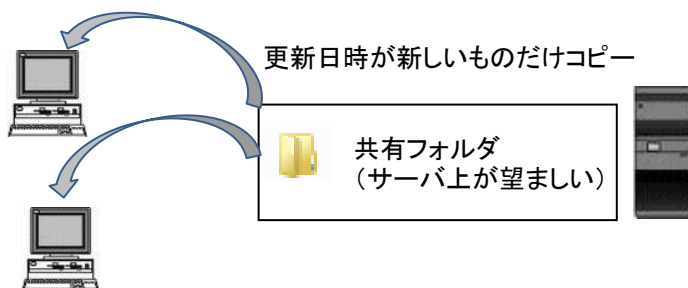 更新日時が新しいものだけコピー
共有フォルダ
（サーバ上が望ましい）